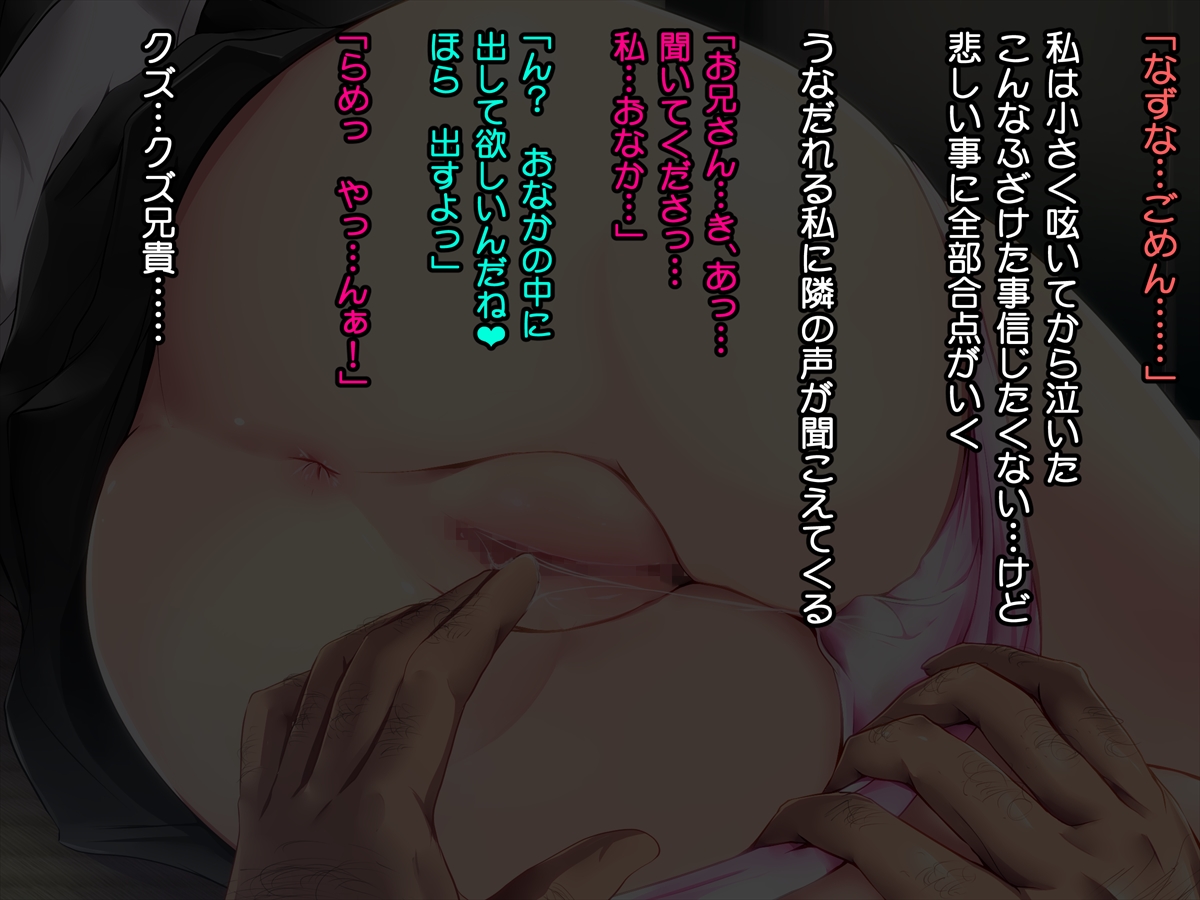 「なずな…ごめん……」
私は小さく呟いてから泣いた
こんなふざけた事信じたくない…けど
悲しい事に全部合点がいく
うなだれる私に隣の声が聞こえてくる
「お兄さん…き、あっ…
聞いてくださっ…
私…おなか…」
「ん？　おなかの中に
出して欲しいんだね❤
ほら　出すよっ」
「らめっ　やっ…んぁ！」
クズ…クズ兄貴……